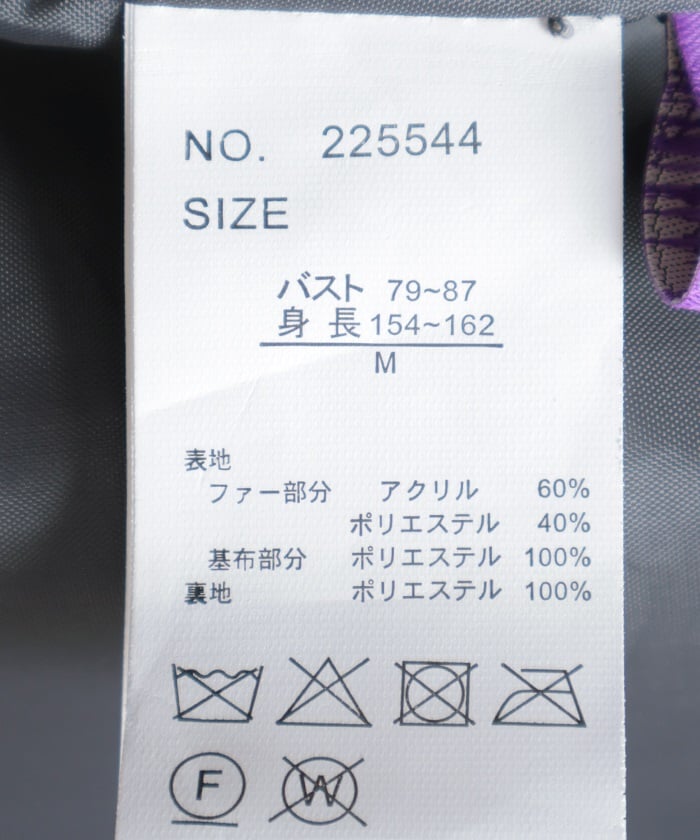 NO. 225544
SIZE
バスト 79~87
身長 154~162
M
表地
ファー部分 アクリル 60%
ポリエステル 40%
基布部分 ポリエステル 100%
裏地 ポリエステル 100%
F W